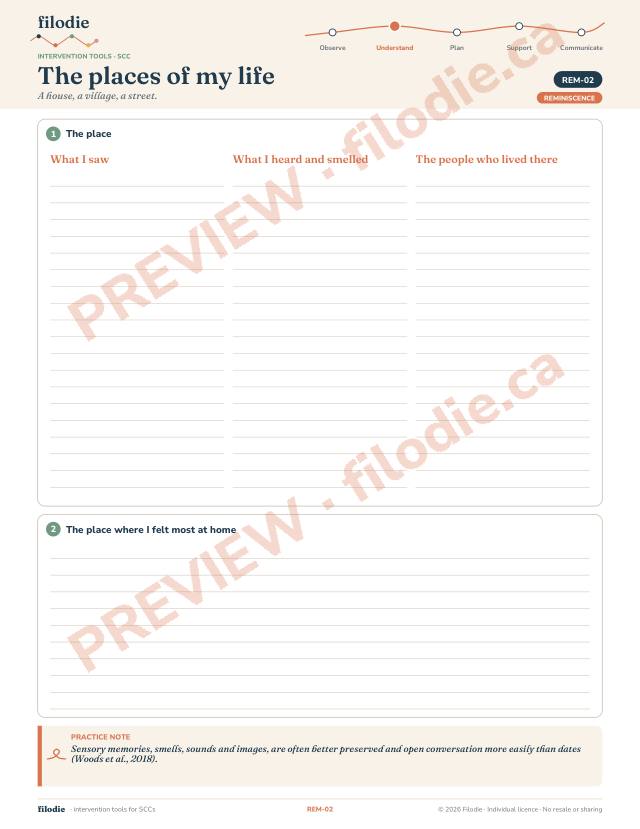 filodie
INTERVENTION TOOLS · SCC
Observe
Understand
Plan
Support
Communicate
The places of my life
A house, a village, a street.
REM-02
REMINISCENCE
1 The place
What I saw
What I heard and smelled
The people who lived there
PREVIEW · filodie.ca
2 The place where I felt most at home
PREVIEW · filodie.ca
PRACTICE NOTE
Sensory memories, smells, sounds and images, are often better preserved and open conversation more easily than dates
(Woods et al., 2018).
filodie · intervention tools for SCCs
REM-02
© 2026 Filodie · Individual licence · No resale or sharing